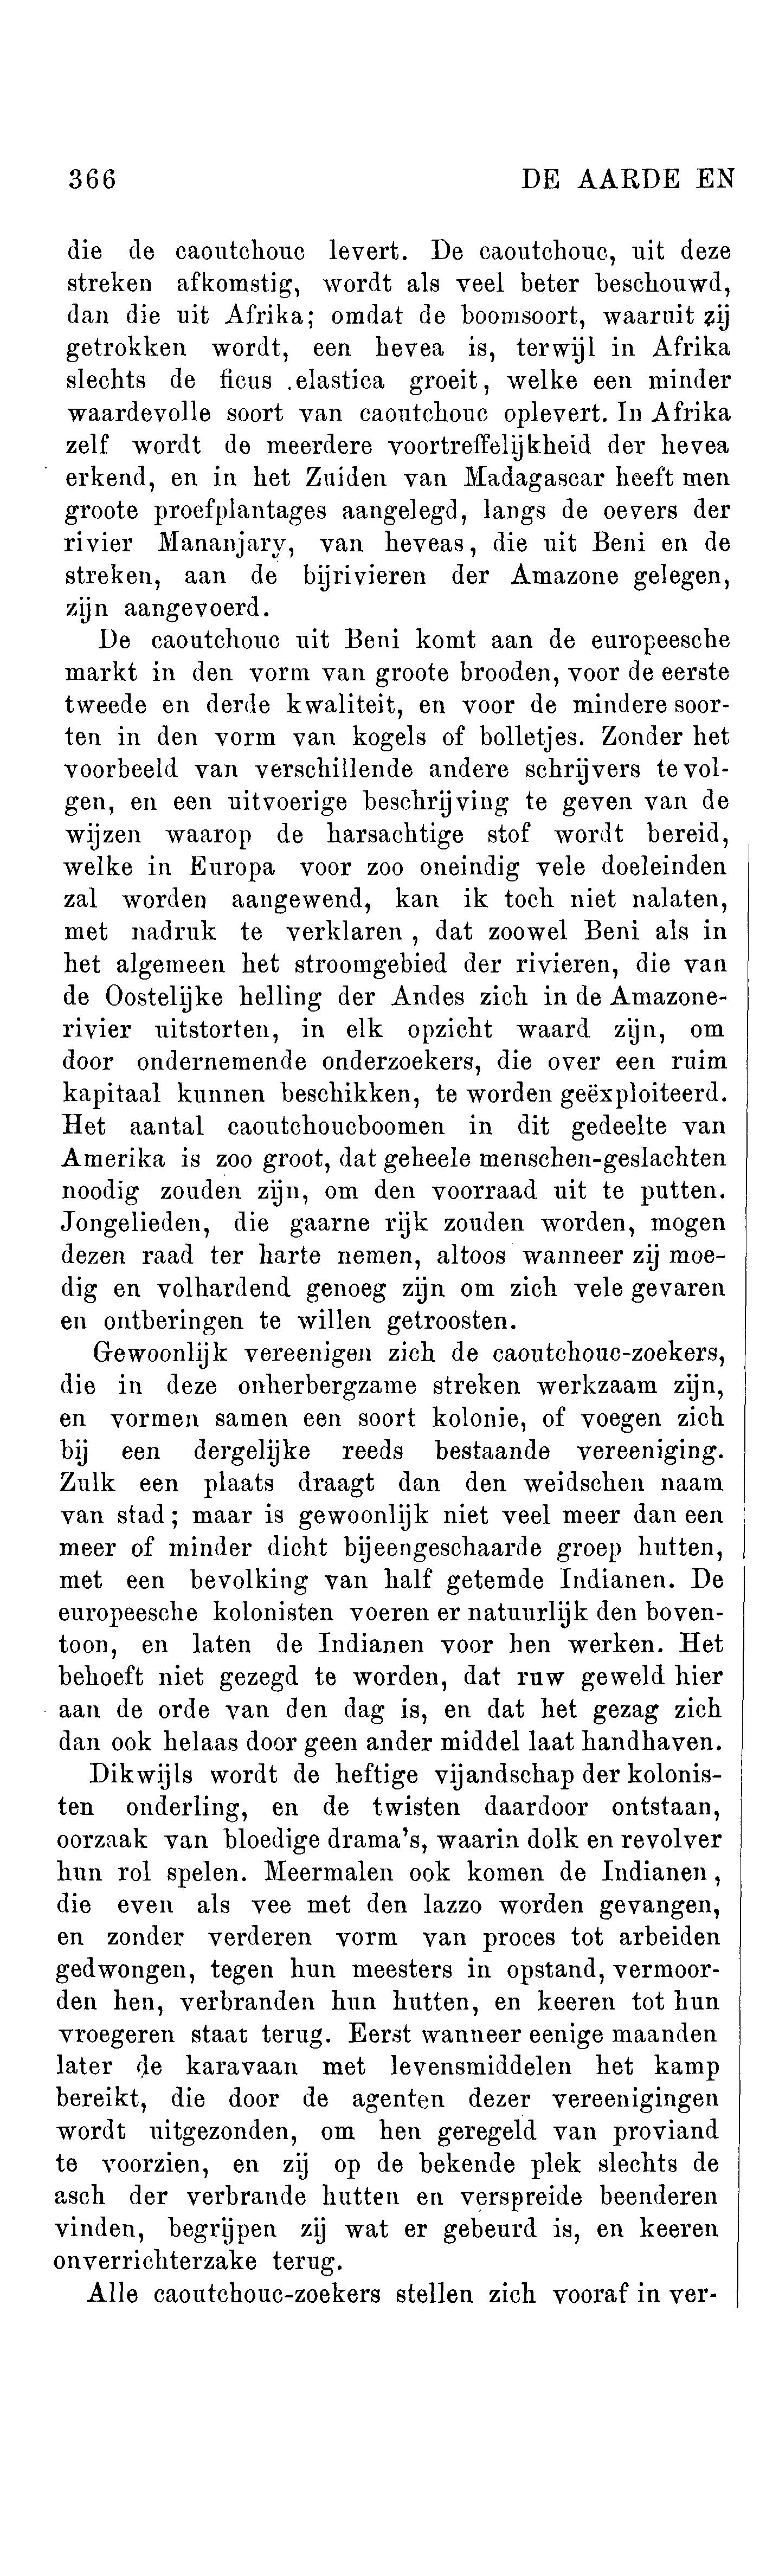 366 DE AARDE EN
die de caoutchouc levert. De caoutchouc, uit deze
streken afkomstig, wordt als veel beter beschouwd,
dan die uit Afrika; omdat de boomsoort, waaruit zij
getrokken wordt, een hevea is, terwijl in Afrika
slechts de ficus .elastica groeit, welke een minder
waardevolle soort van caoutchouc oplevert. In Afrika
zelf wordt de meerdere voortreffelijkheid der hevea
erkend, en in het Zuiden van Madagascar heeft men
groote proefplantages aangelegd, langs de oevers der
rivier Mananjary, van heveas, die uit Beni en de
streken, aan de bijrivieren der Amazone gelegen,
zijn aangevoerd.
De caoutchouc uit Beni komt aan de europeesche
markt in den vorm van groote brooden, voor de eerste
tweede en derde kwaliteit, en voor de mindere soor-
ten in den vorm van kogels of bolletjes. Zonder het
voorbeeld van verschillende andere schrijvers te vol-
gen, en een uitvoerige beschrijving te geven van de
wijzen waarop de harsachtige stof wordt bereid,
welke in Europa voor zoo oneindig vele doeleinden
zal worden aangewend, kan ik toch niet nalaten,
met nadruk te verklaren, dat zoowel Beni als in
het algemeen het stroomgebied der rivieren, die van
de Oostelijke helling der Andes zich in de Amazone-
rivier uitstorten, in elk opzicht waard zijn, om
door ondernemende onderzoekers, die over een ruim
kapitaal kunnen beschikken, te worden geëxploiteerd.
Het aantal caoutchoucboomen in dit gedeelte van
Amerika is zoo groot, dat geheele menschen-geslachten
noodig zouden zijn, om den voorraad uit te putten.
Jongelieden, die gaarne rijk zouden worden, mogen
dezen raad ter harte nemen, altoos wanneer zij moe-
dig en volhardend genoeg zijn om zich vele gevaren
en ontberingen te willen getroosten.
Gewoonlijk vereenigen zich de caoutchouc-zoekers,
die in deze onherbergzame streken werkzaam zijn,
en vormen samen een soort kolonie, of voegen zich
bij een dergelijke reeds bestaande vereeniging.
Zulk een plaats draagt dan den weidschen naam
van stad; maar is gewoonlijk niet veel meer dan een
meer of minder dicht bijeengeschaarde groep hutten,
met een bevolking van half getemde Indianen. De
europeesche kolonisten voeren er natuurlijk den boven-
toon, en laten de Indianen voor hen werken. Het
behoeft niet gezegd te worden, dat ruw geweld hier
aan de orde van den dag is, en dat het gezag zich
dan ook helaas door geen ander middel laat handhaven.
Dikwijls wordt de heftige vijandschap der kolonis-
ten onderling, en de twisten daardoor ontstaan,
oorzaak van bloedige drama's, waarin dolk en revolver
hun rol spelen. Meermalen ook komen de Indianen,
die even als vee met den lazzo worden gevangen,
en zonder verderen vorm van proces tot arbeiden
gedwongen, tegen hun meesters in opstand, vermoor-
den hen, verbranden hun hutten, en keeren tot hun
vroegeren staat terug. Eerst wanneer eenige maanden
later de karavaan met levensmiddelen het kamp
bereikt, die door de agenten dezer vereenigingen
wordt uitgezonden, om hen geregeld van proviand
te voorzien, en zij op de bekende plek slechts de
asch der verbrande hutten en verspreide beenderen
vinden, begrijpen zij wat er gebeurd is, en keeren
onverrichterzake terug.
Alle caoutchouc-zoekers stellen zich vooraf in ver-